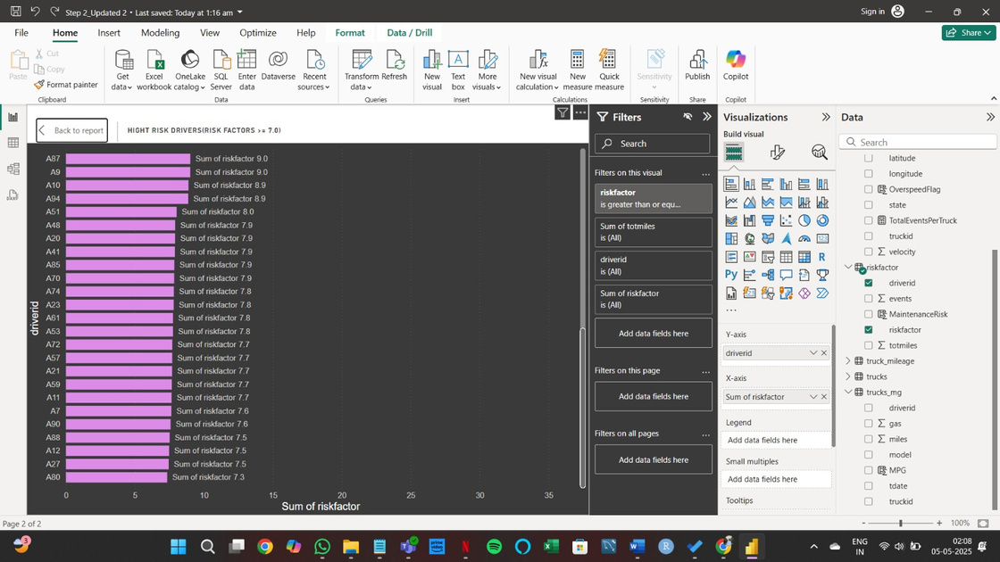 Step_2_Updated 2 • Last saved: Today at 1:16 am
Sign in
File Home Insert Modeling View Optimize Help Format Data / Drill
Share
Paste
Cut
Copy
Format painter
Get data
Excel workbook
OneLake catalog
SQL Server
Enter data
Dataverse
Recent sources
Transform data
Refresh
New visual
Text box
More visuals
New visual calculation
New measure
Quick measure
Sensitivity
Publish
Copilot
Clipboard
Data
Queries
Insert
Calculations
Sensitivity
Share
Copilot
Back to report
HIGHT RISK DRIVERS(RISK FACTORS >= 7.0)
driverid
A87 Sum of riskfactor 9.0
A9 Sum of riskfactor 9.0
A10 Sum of riskfactor 8.9
A94 Sum of riskfactor 8.9
A51 Sum of riskfactor 8.0
A48 Sum of riskfactor 7.9
A20 Sum of riskfactor 7.9
A41 Sum of riskfactor 7.9
A85 Sum of riskfactor 7.9
A70 Sum of riskfactor 7.9
A74 Sum of riskfactor 7.8
A23 Sum of riskfactor 7.8
A61 Sum of riskfactor 7.8
A53 Sum of riskfactor 7.8
A72 Sum of riskfactor 7.7
A57 Sum of riskfactor 7.7
A21 Sum of riskfactor 7.7
A59 Sum of riskfactor 7.7
A11 Sum of riskfactor 7.7
A7 Sum of riskfactor 7.6
A90 Sum of riskfactor 7.6
A88 Sum of riskfactor 7.5
A12 Sum of riskfactor 7.5
A27 Sum of riskfactor 7.5
A80 Sum of riskfactor 7.3
0 5 10 15 20 25 30 35
Sum of riskfactor
Filters
Search
Filters on this visual ...
riskfactor
is greater than or equ...
Sum of totmiles
is (All)
driverid
is (All)
Sum of riskfactor
is (All)
Add data fields here
Filters on this page ...
Add data fields here
Filters on all pages ...
Add data fields here
Visualizations
Build visual
123
R
Py
...
Y-axis
driverid
X-axis
Sum of riskfactor
Legend
Add data fields here
Small multiples
Add data fields here
Tooltips
Data
Search
latitude
longitude
OverspeedFlag
state
TotalEventsPerTruck
truckid
velocity
riskfactor
driverid
events
MaintenanceRisk
riskfactor
totmiles
truck_mileage
trucks
trucks_mg
driverid
gas
miles
model
MPG
tdate
truckid
Page 2 of 2
- + 100%
3
ENG
IN
02:08
05-05-2025